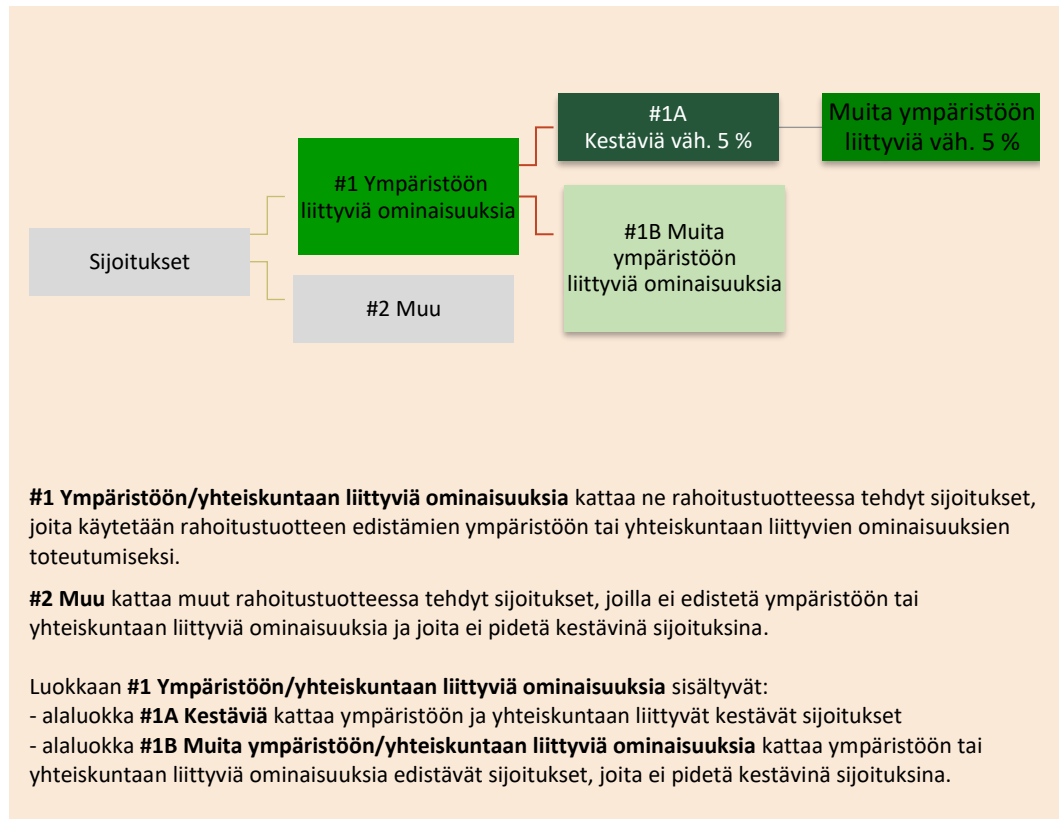 #1A
Kestäviä väh. 5 %
Muita ympäristöön
liittyviä väh. 5 %
#1 Ympäristöön
liittyviä ominaisuuksia
#1B Muita
ympäristöön
liittyviä ominaisuuksia
Sijoitukset
#2 Muu
#1 Ympäristöön/yhteiskuntaan liittyviä ominaisuuksia kattaa ne rahoitustuotteessa tehdyt sijoitukset,
joita käytetään rahoitustuotteen edistämien ympäristöön tai yhteiskuntaan liittyvien ominaisuuksien
toteutumiseksi.
#2 Muu kattaa muut rahoitustuotteessa tehdyt sijoitukset, joilla ei edistetä ympäristöön tai
yhteiskuntaan liittyviä ominaisuuksia ja joita ei pidetä kestävinä sijoituksina.
Luokkaan #1 Ympäristöön/yhteiskuntaan liittyviä ominaisuuksia sisältyvät:
- alaluokka #1A Kestäviä kattaa ympäristöön ja yhteiskuntaan liittyvät kestävät sijoitukset
- alaluokka #1B Muita ympäristöön/yhteiskuntaan liittyviä ominaisuuksia kattaa ympäristöön tai
yhteiskuntaan liittyviä ominaisuuksia edistävät sijoitukset, joita ei pidetä kestävinä sijoituksina.